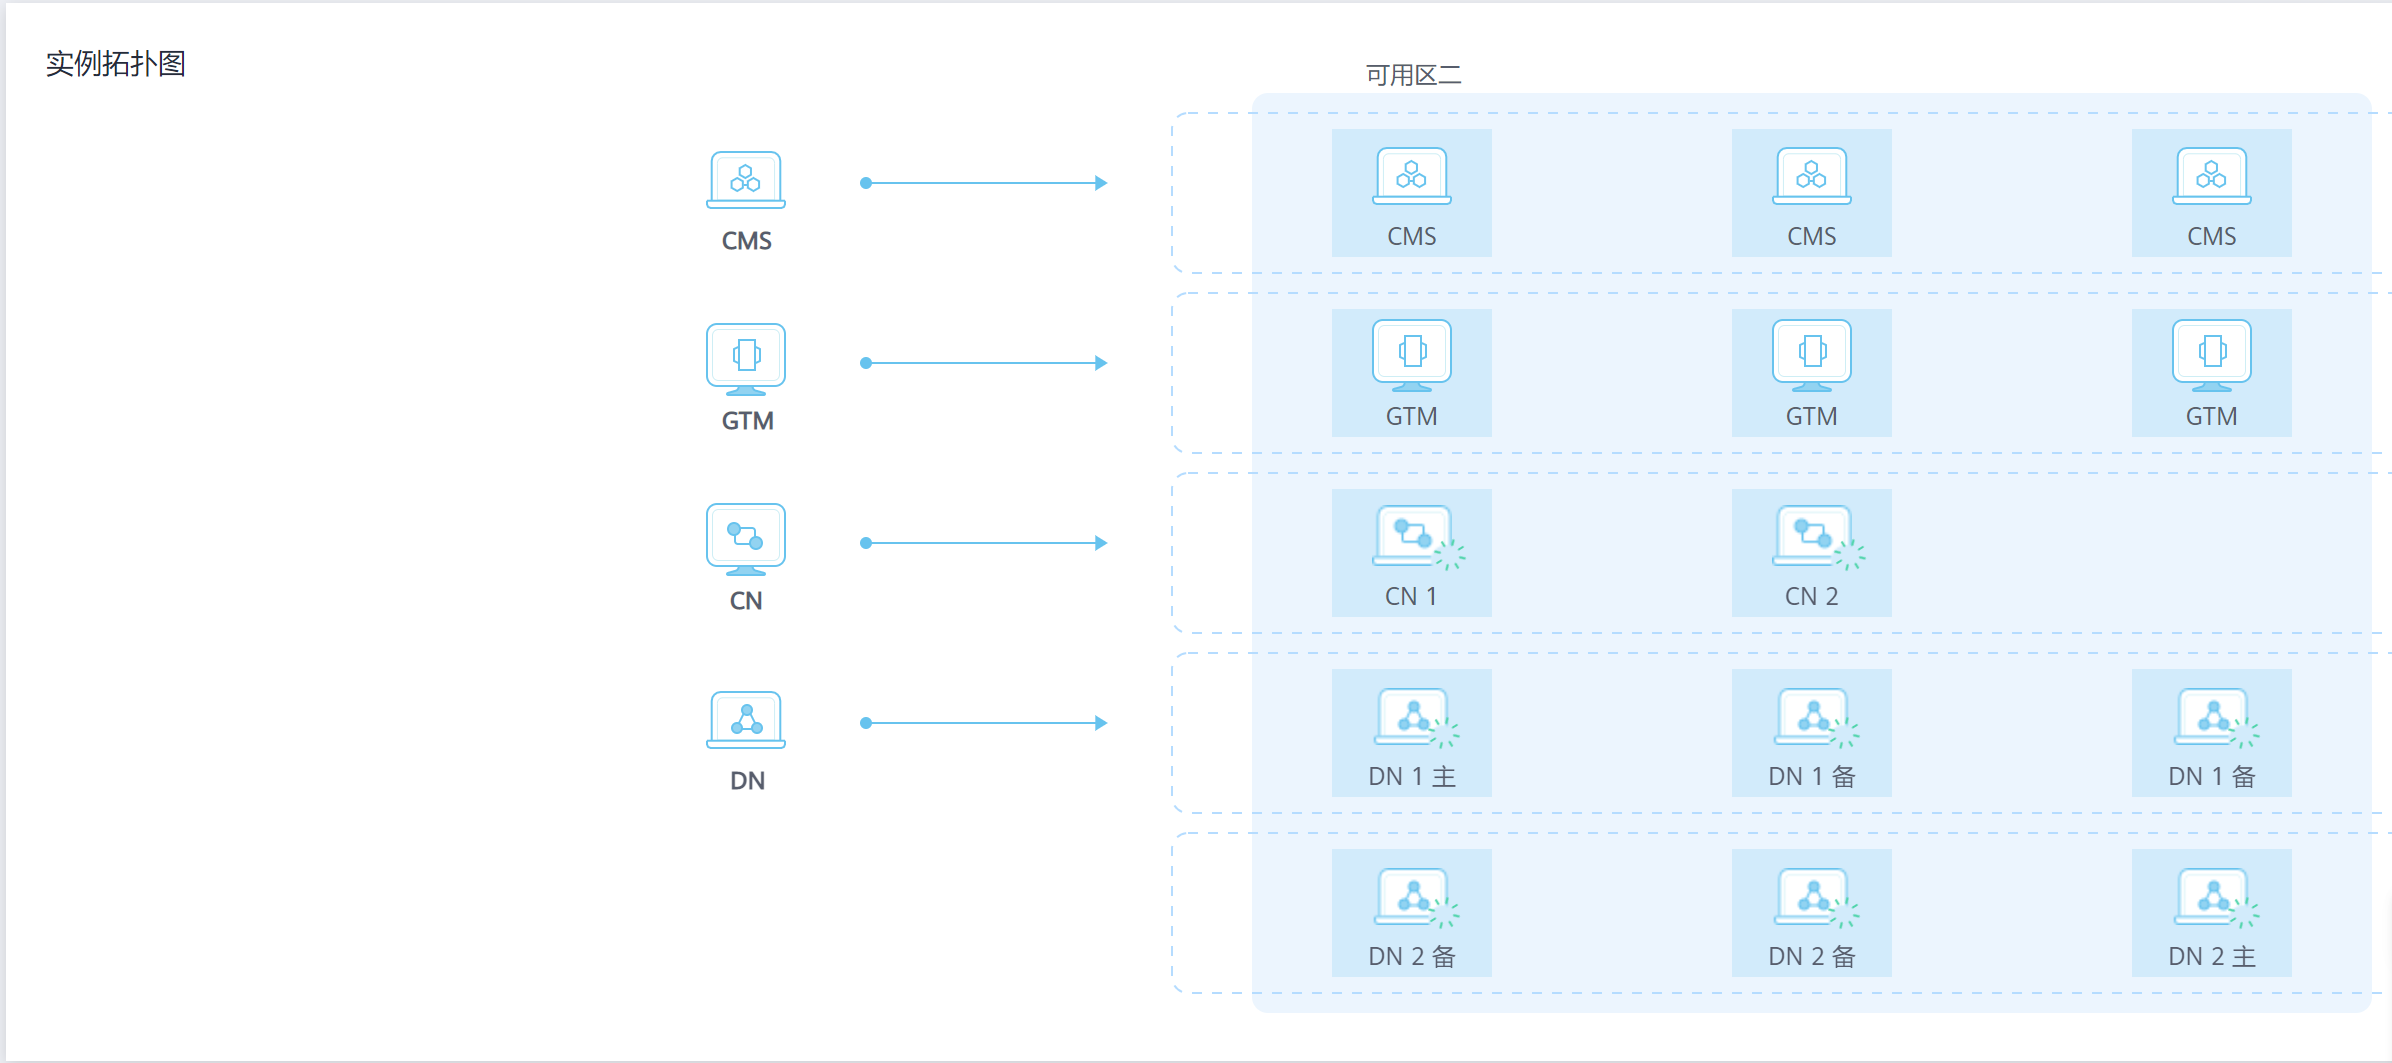 实例拓扑图
可用区二
CMS
CMS
CMS
CMS
GTM
GTM
GTM
GTM
CN
CN 1
CN 2
DN
DN 1 主
DN 1 备
DN 1 备
DN 2 备
DN 2 备
DN 2 主